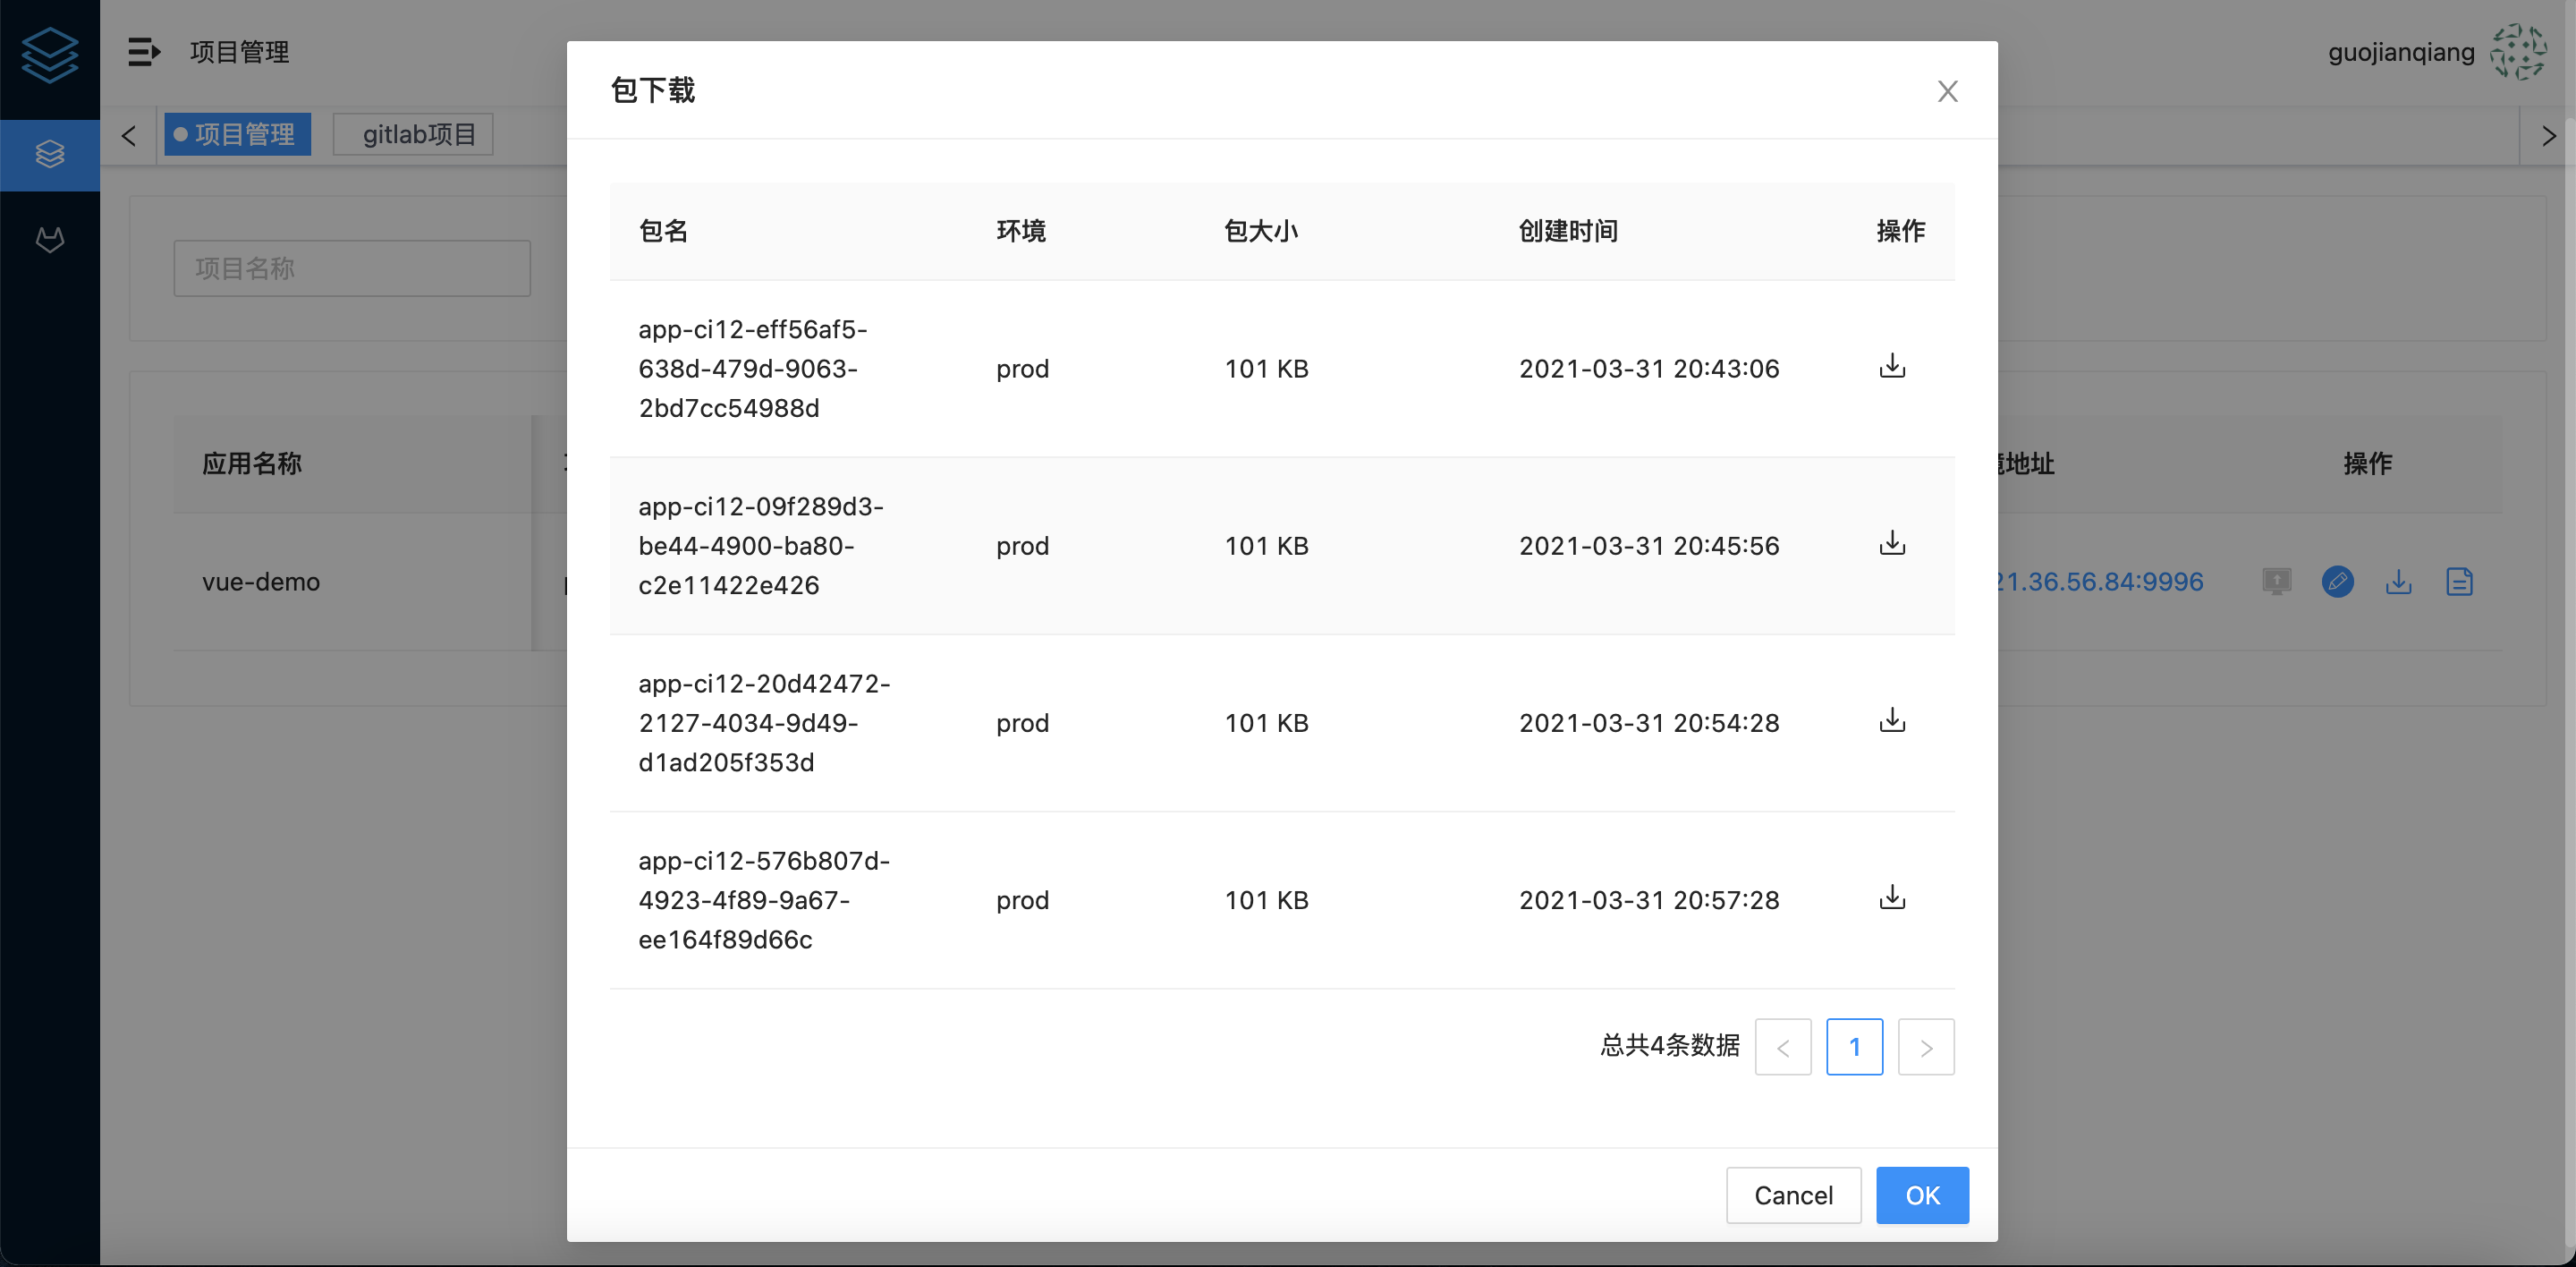 项目管理
guojianqiang
项目管理
gitlab项目
项目名称
应用名称
地址
操作
vue-demo
21.36.56.84:9996
包下载
包名
环境
包大小
创建时间
操作
app-ci12-eff56af5-
638d-479d-9063-
2bd7cc54988d
prod
101 KB
2021-03-31 20:43:06
app-ci12-09f289d3-
be44-4900-ba80-
c2e11422e426
prod
101 KB
2021-03-31 20:45:56
app-ci12-20d42472-
2127-4034-9d49-
d1ad205f353d
prod
101 KB
2021-03-31 20:54:28
app-ci12-576b807d-
4923-4f89-9a67-
ee164f89d66c
prod
101 KB
2021-03-31 20:57:28
总共4条数据
1
Cancel
OK